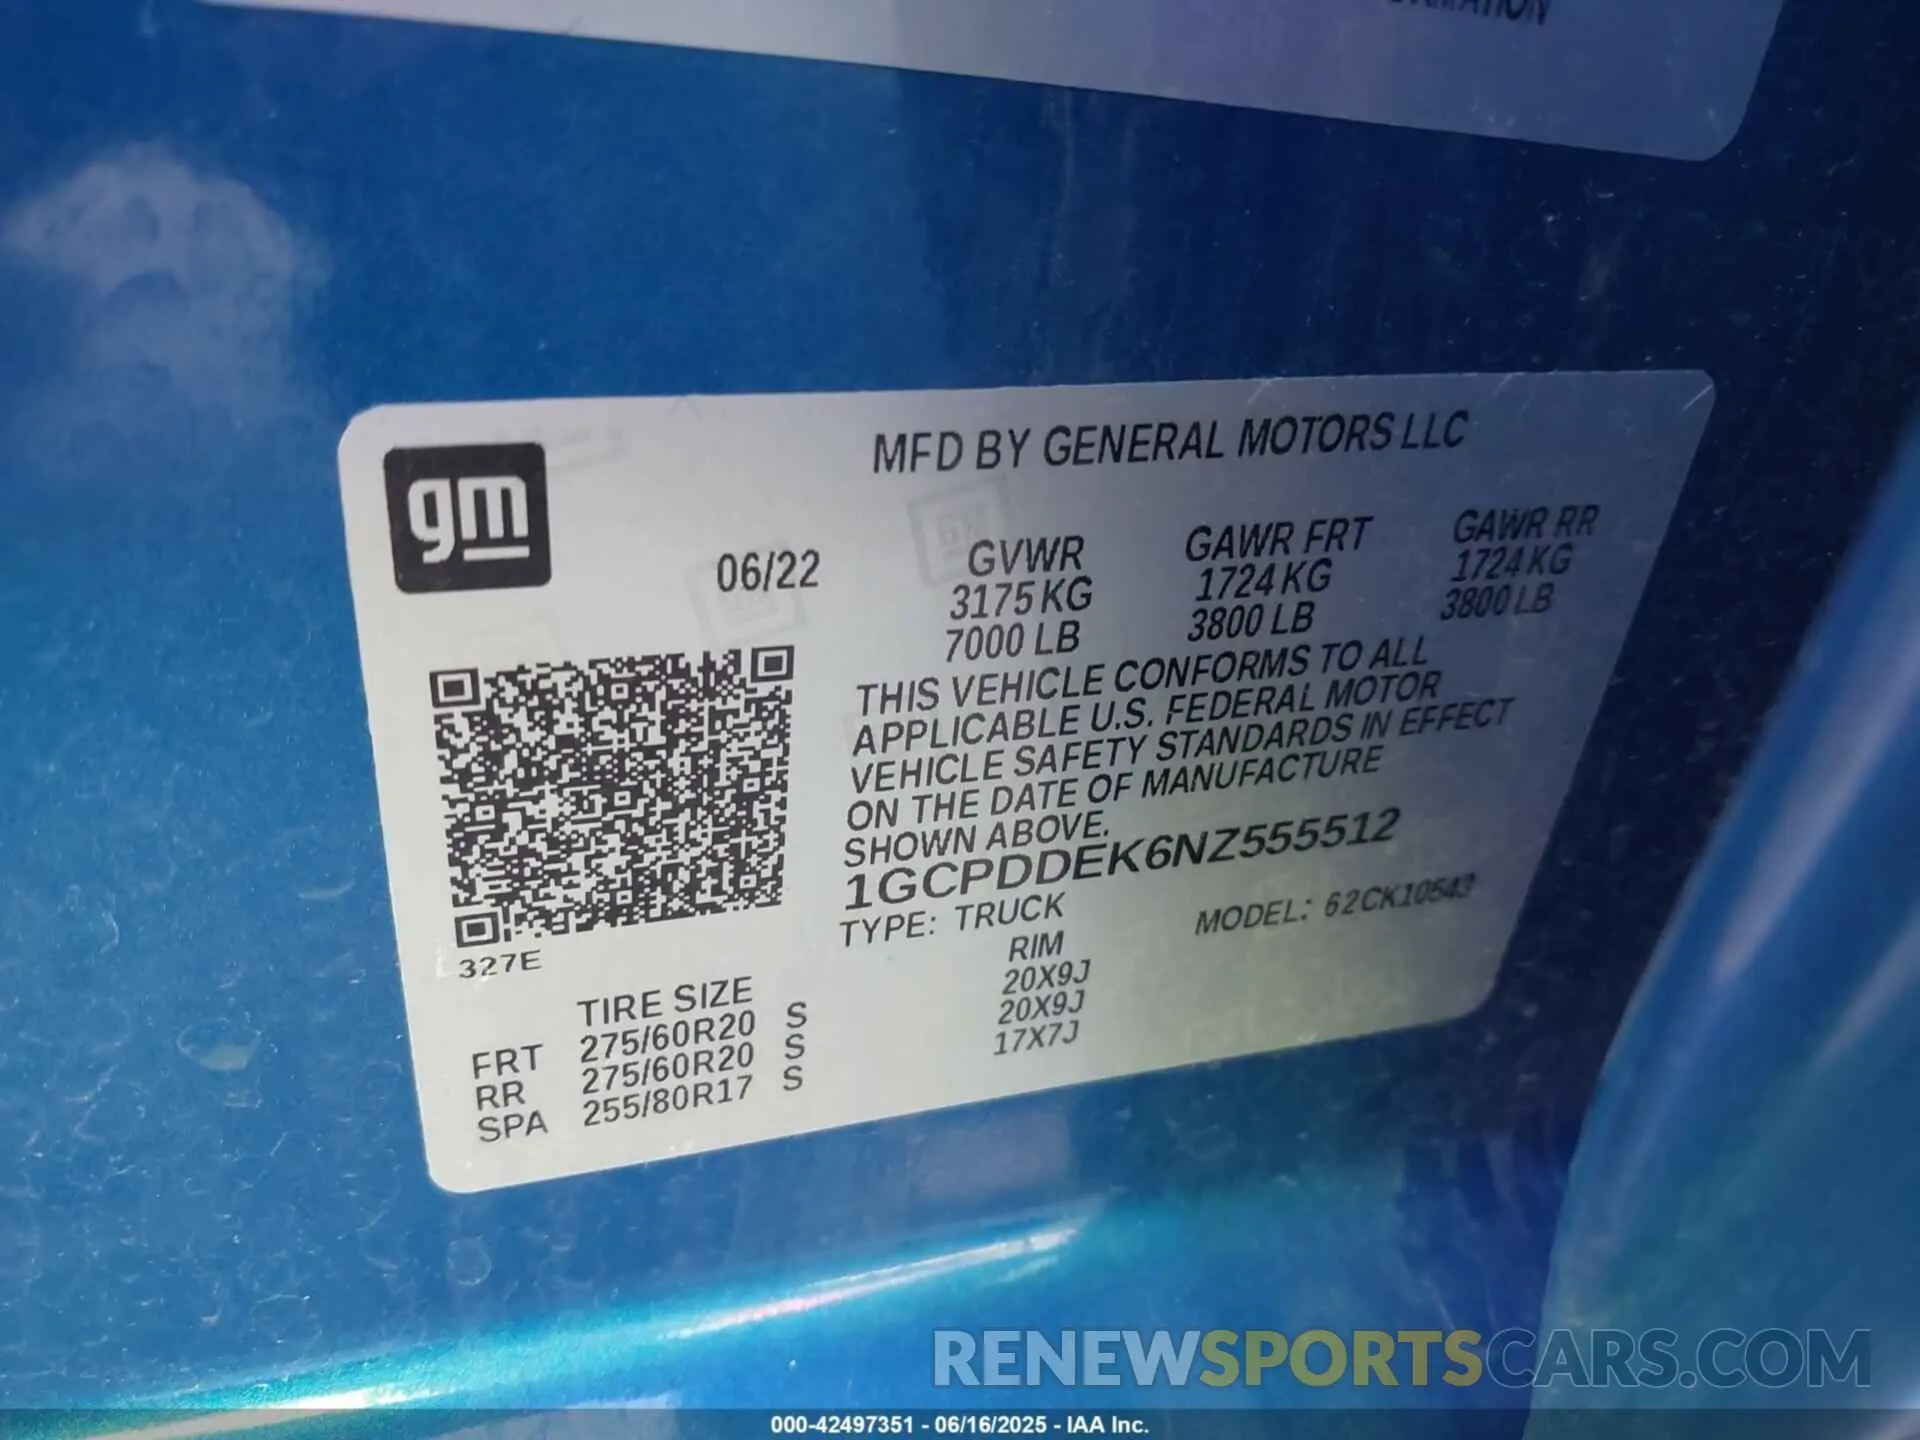 gm
MFD BY GENERAL MOTORS LLC
06/22
GVWR GAWR FRT GAWR RR
3175 KG 1724 KG 1724 KG
7000 LB 3800 LB 3800 LB
THIS VEHICLE CONFORMS TO ALL
APPLICABLE U.S. FEDERAL MOTOR
VEHICLE SAFETY STANDARDS IN EFFECT
ON THE DATE OF MANUFACTURE
SHOWN ABOVE.
1GCPDDEK6NZ555512
TYPE: TRUCK MODEL: 62CK10543
327E
TIRE SIZE RIM
FRT 275/60R20 S 20X9J
RR 275/60R20 S 20X9J
SPA 255/80R17 S 17X7J
RENEWSPORTSCARS.COM
000-42497351 - 06/16/2025 - IAA Inc.